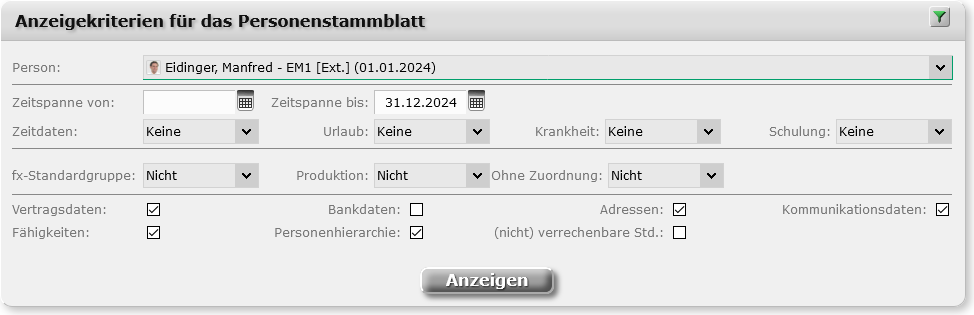 Anzeigekriterien für das Personenstammblatt
Person: Eidinger, Manfred - EM1 [Ext.] (01.01.2024)
Zeitspanne von: Zeitspanne bis: 31.12.2024
Zeitdaten: Keine Urlaub: Keine Krankheit: Keine Schulung: Keine
fx-Standardgruppe: Nicht Produktion: Nicht Ohne Zuordnung: Nicht
Vertragsdaten: Bankdaten: Adressen: Kommunikationsdaten:
Fähigkeiten: Personenhierarchie: (nicht) verrechenbare Std.:
Anzeigen